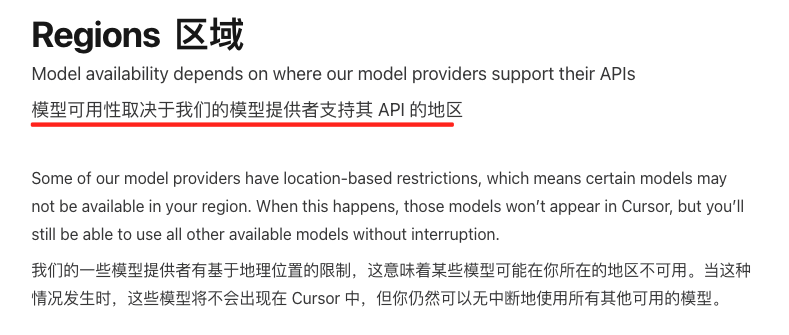 Regions 区域
Model availability depends on where our model providers support their APIs
模型可用性取决于我们的模型提供者支持其 API 的地区
Some of our model providers have location-based restrictions, which means certain models may
not be available in your region. When this happens, those models won’t appear in Cursor, but you’ll
still be able to use all other available models without interruption.
我们的一些模型提供者有基于地理位置的限制，这意味着某些模型可能在你所在的地区不可用。当这种
情况发生时，这些模型将不会出现在 Cursor 中，但你仍然可以无中断地使用所有其他可用的模型。